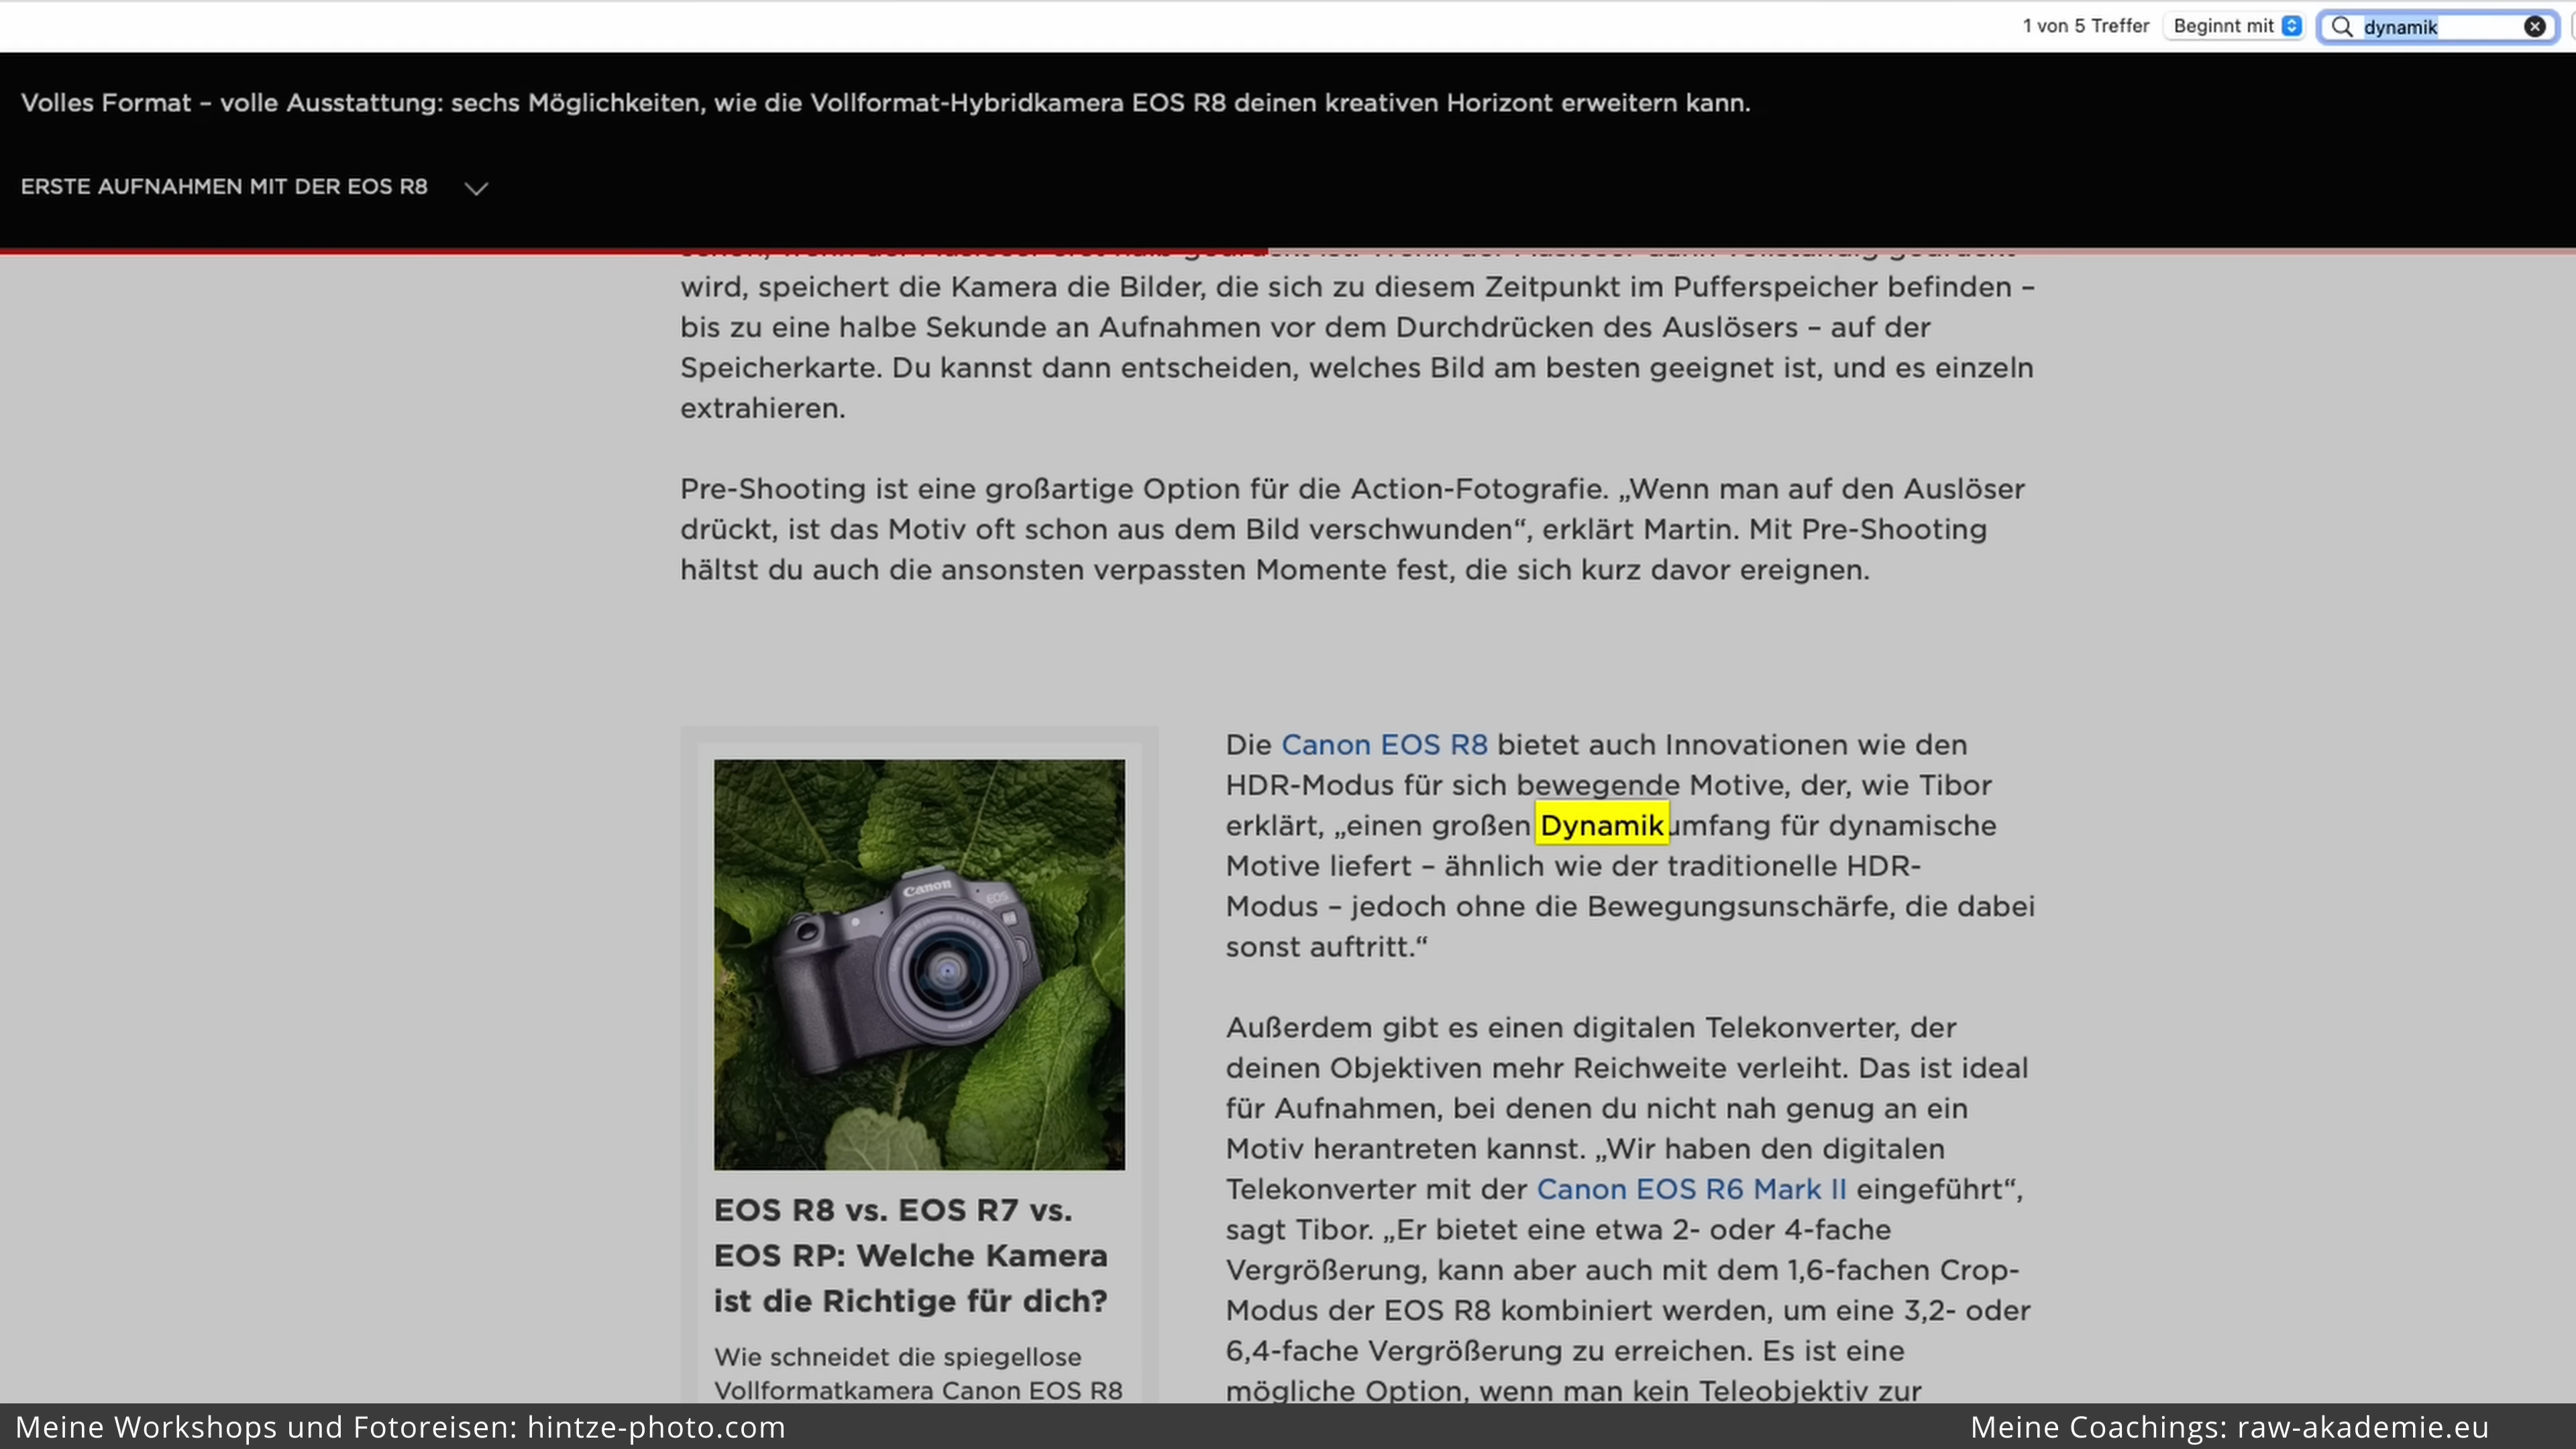 1 von 5 Treffer Beginnt mit dynamik
Volles Format – volle Ausstattung: sechs Möglichkeiten, wie die Vollformat-Hybridkamera EOS R8 deinen kreativen Horizont erweitern kann.
ERSTE AUFNAHMEN MIT DER EOS R8
wird, speichert die Kamera die Bilder, die sich zu diesem Zeitpunkt im Pufferspeicher befinden –
bis zu eine halbe Sekunde an Aufnahmen vor dem Durchdrücken des Auslösers – auf der
Speicherkarte. Du kannst dann entscheiden, welches Bild am besten geeignet ist, und es einzeln
extrahieren.
Pre-Shooting ist eine großartige Option für die Action-Fotografie. „Wenn man auf den Auslöser
drückt, ist das Motiv oft schon aus dem Bild verschwunden“, erklärt Martin. Mit Pre-Shooting
hältst du auch die ansonsten verpassten Momente fest, die sich kurz davor ereignen.
Canon
EOS
R8
EOS R8 vs. EOS R7 vs.
EOS RP: Welche Kamera
ist die Richtige für dich?
Wie schneidet die spiegellose
Vollformatkamera Canon EOS R8
Die Canon EOS R8 bietet auch Innovationen wie den
HDR-Modus für sich bewegende Motive, der, wie Tibor
erklärt, „einen großen Dynamikumfang für dynamische
Motive liefert – ähnlich wie der traditionelle HDR-
Modus – jedoch ohne die Bewegungsunschärfe, die dabei
sonst auftritt.“
Außerdem gibt es einen digitalen Telekonverter, der
deinen Objektiven mehr Reichweite verleiht. Das ist ideal
für Aufnahmen, bei denen du nicht nah genug an ein
Motiv herantreten kannst. „Wir haben den digitalen
Telekonverter mit der Canon EOS R6 Mark II eingeführt“,
sagt Tibor. „Er bietet eine etwa 2- oder 4-fache
Vergrößerung, kann aber auch mit dem 1,6-fachen Crop-
Modus der EOS R8 kombiniert werden, um eine 3,2- oder
6,4-fache Vergrößerung zu erreichen. Es ist eine
mögliche Option, wenn man kein Teleobjektiv zur
Meine Workshops und Fotoreisen: hintze-photo.com
Meine Coachings: raw-akademie.eu